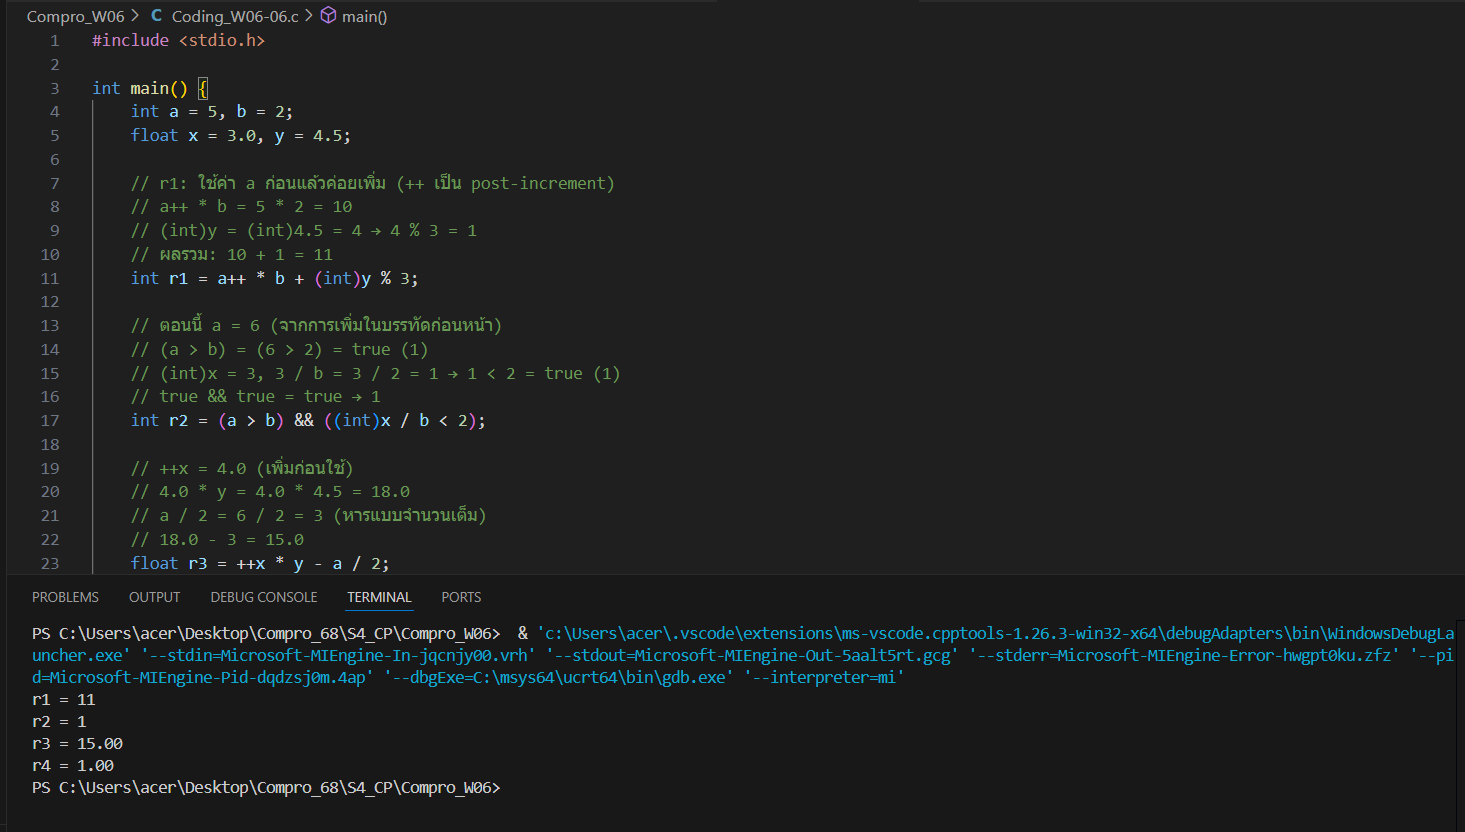 Compro_W06 > C Coding_W06-06.c > main()
1 #include <stdio.h>
2
3 int main() {
4 int a = 5, b = 2;
5 float x = 3.0, y = 4.5;
6
7 // r1: ใช้ค่า a ก่อนแล้วค่อยเพิ่ม (++ เป็น post-increment)
8 // a++ * b = 5 * 2 = 10
9 // (int)y = (int)4.5 = 4 → 4 % 3 = 1
10 // ผลรวม: 10 + 1 = 11
11 int r1 = a++ * b + (int)y % 3;
12
13 // ตอนนี้ a = 6 (จากการเพิ่มในบรรทัดก่อนหน้า)
14 // (a > b) = (6 > 2) = true (1)
15 // (int)x = 3, 3 / b = 3 / 2 = 1 → 1 < 2 = true (1)
16 // true && true = true → 1
17 int r2 = (a > b) && ((int)x / b < 2);
18
19 // ++x = 4.0 (เพิ่มก่อนใช้)
20 // 4.0 * y = 4.0 * 4.5 = 18.0
21 // a / 2 = 6 / 2 = 3 (หารแบบจำนวนเต็ม)
22 // 18.0 - 3 = 15.0
23 float r3 = ++x * y - a / 2;
PROBLEMS OUTPUT DEBUG CONSOLE TERMINAL PORTS
PS C:\Users\acer\Desktop\Compro_68\S4_CP\Compro_W06> & 'c:\Users\acer\.vscode\extensions\ms-vscode.cpptools-1.26.3-win32-x64\debugAdapters\bin\WindowsDebugLa
uncher.exe' '--stdin=Microsoft-MIEngine-In-jqcnjy00.vrh' '--stdout=Microsoft-MIEngine-Out-5aalt5rt.gcg' '--stderr=Microsoft-MIEngine-Error-hwgpt0ku.zfz' '--pi
d=Microsoft-MIEngine-Pid-dqdzsj0m.4ap' '--dbgExe=C:\msys64\ucrt64\bin\gdb.exe' '--interpreter=mi'
r1 = 11
r2 = 1
r3 = 15.00
r4 = 1.00
PS C:\Users\acer\Desktop\Compro_68\S4_CP\Compro_W06>